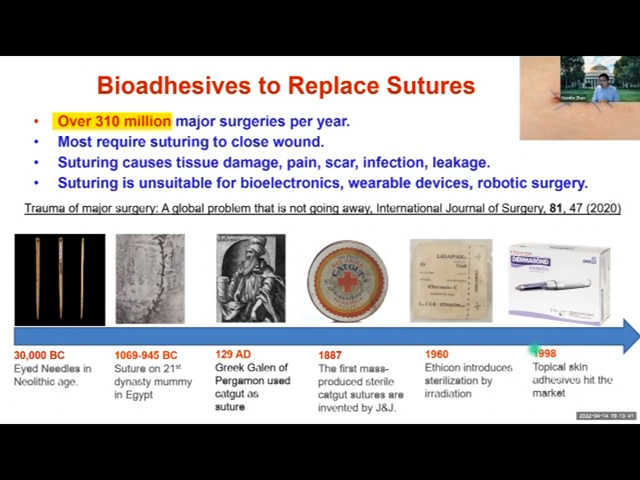 Bioadhesives to Replace Sutures
• Over 310 million major surgeries per year.
• Most require suturing to close wound.
• Suturing causes tissue damage, pain, scar, infection, leakage.
• Suturing is unsuitable for bioelectronics, wearable devices, robotic surgery.
Trauma of major surgery: A global problem that is not going away, International Journal of Surgery, 81, 47 (2020)
CATGUT
DERMABOND
30,000 BC
Eyed Needles in
Neolithic age.
1069-945 BC
Suture on 21st
dynasty mummy
in Egypt
129 AD
Greek Galen of
Pergamon used
catgut as
suture
1887
The first mass-
produced sterile
catgut sutures are
invented by J&J.
1960
Ethicon introduces
sterilization by
irradiation
1998
Topical skin
adhesives hit the
market